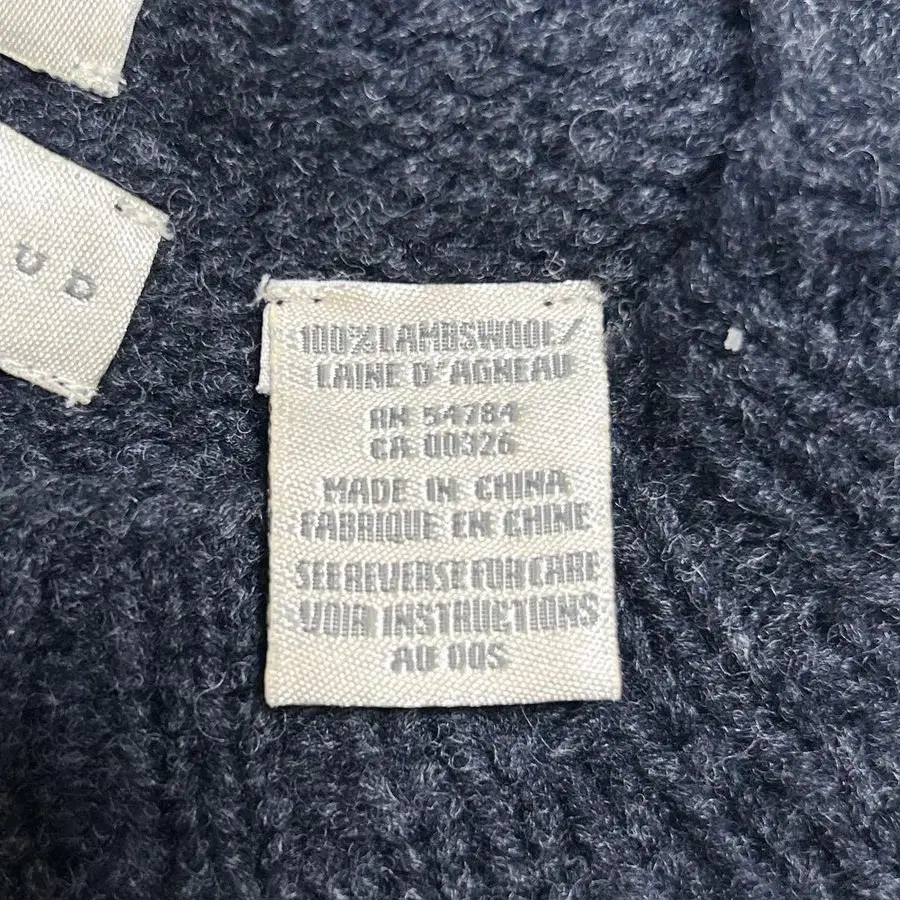 UD
100% LAMBSWOOL/
LAINE D'AGNEAU
RN 54784
CA 00326
MADE IN CHINA
FABRIQUE EN CHINE
SEE REVERSE FOR CARE
VOIR INSTRUCTIONS
AU DOS